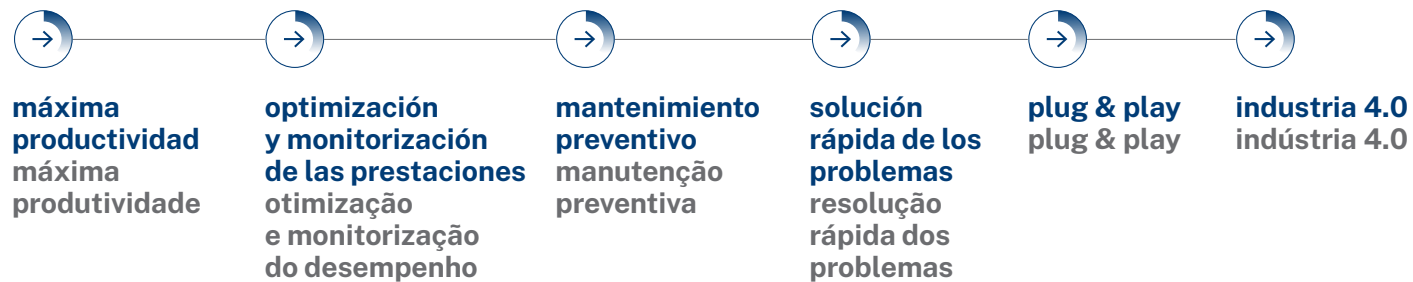 máxima
productividad
máxima
produtividade
optimización
y monitorización
de las prestaciones
otimização
e monitorização
do desempenho
mantenimiento
preventivo
manutenção
preventiva
solución
rápida de los
problemas
resolução
rápida dos
problemas
plug & play
plug & play
industria 4.0
indústria 4.0